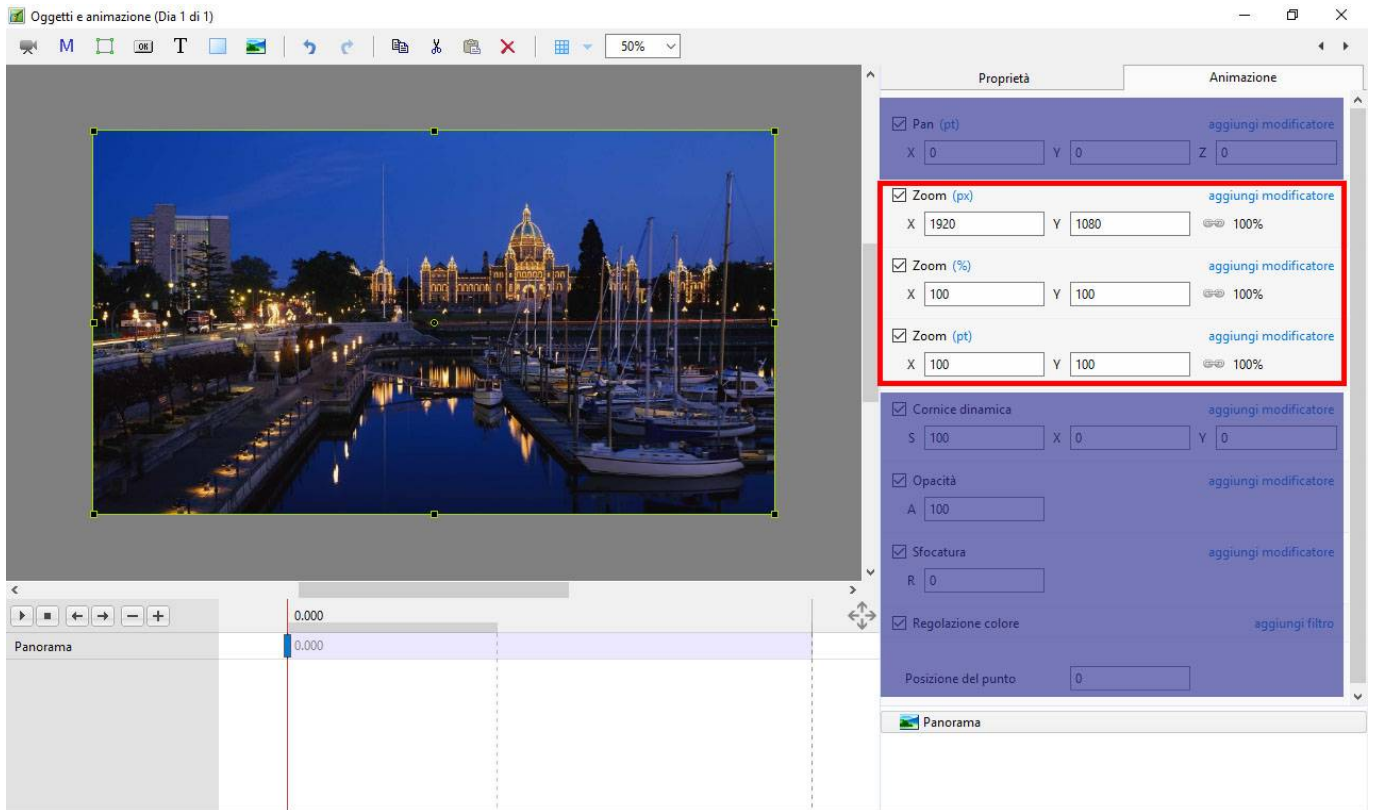 Oggetti e animazione (Dia 1 di 1)
M OK T 50%
Proprietà Animazione
Pan (pt) aggiungi modificatore
X 0 Y 0 Z 0
Zoom (px) aggiungi modificatore
X 1920 Y 1080 100%
Zoom (%) aggiungi modificatore
X 100 Y 100 100%
Zoom (pt) aggiungi modificatore
X 100 Y 100 100%
Cornice dinamica aggiungi modificatore
S 100 X 0 Y 0
Opacità aggiungi modificatore
A 100
Sfocatura aggiungi modificatore
R 0
Regolazione colore aggiungi filtro
Posizione del punto 0
Panorama
0.000
Panorama 0.000